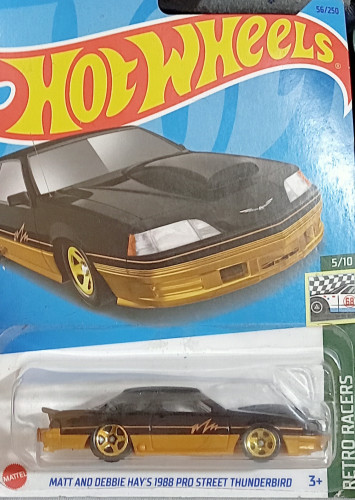 56/250
HOT WHEELS
5/10
RETRO RACERS
MATTEL
MATT AND DEBBIE HAY'S 1988 PRO STREET THUNDERBIRD
3+